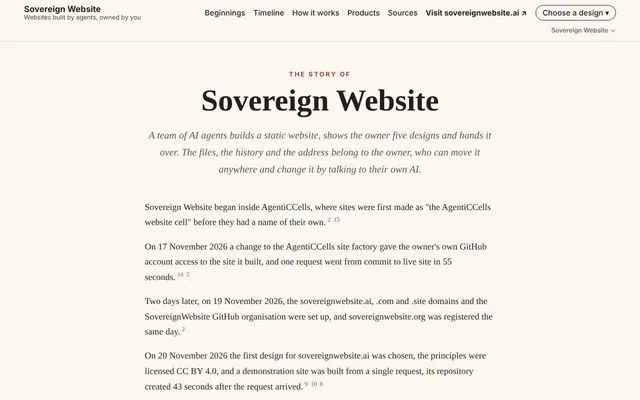 Sovereign Website
Websites built by agents, owned by you
Beginnings Timeline How it works Products Sources Visit sovereignwebsite.ai ↗ Choose a design ▾
Sovereign Website ⌵
THE STORY OF
Sovereign Website
A team of AI agents builds a static website, shows the owner five designs and hands it
over. The files, the history and the address belong to the owner, who can move it
anywhere and change it by talking to their own AI.
Sovereign Website began inside AgentiCCells, where sites were first made as "the AgentiCCells
website cell" before they had a name of their own. 2 15
On 17 November 2026 a change to the AgentiCCells site factory gave the owner's own GitHub
account access to the site it built, and one request went from commit to live site in 55
seconds. 14 5
Two days later, on 19 November 2026, the sovereignwebsite.ai, .com and .site domains and the
SovereignWebsite GitHub organisation were set up, and sovereignwebsite.org was registered the
same day. 2
On 20 November 2026 the first design for sovereignwebsite.ai was chosen, the principles were
licensed CC BY 4.0, and a demonstration site was built from a single request, its repository
created 43 seconds after the request arrived. 9 10 8